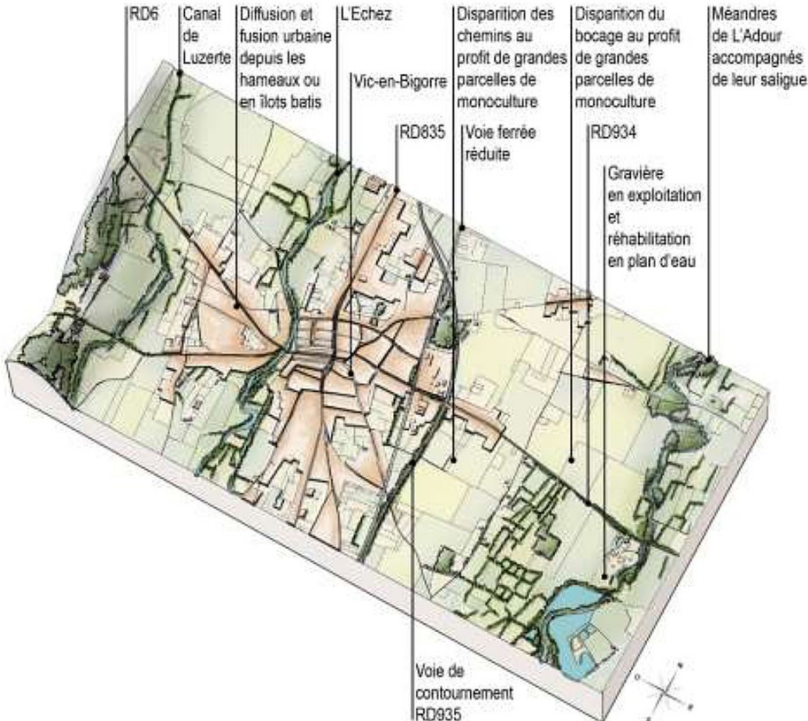 RD6
Canal
de
Luzerte
Diffusion et
fusion urbaine
depuis les
hameaux ou
en îlots batis
L'Echez
Vic-en-Bigorre
RD835
Disparition des
chemins au
profit de grandes
parcelles de
monoculture
Voie ferrée
réduite
Disparition du
bocage au profit
de grandes
parcelles de
monoculture
RD934
Gravière
en exploitation
et
réhabilitation
en plan d'eau
Méandres
de L'Adour
accompagnés
de leur saligue
Voie de
contournement
RD935